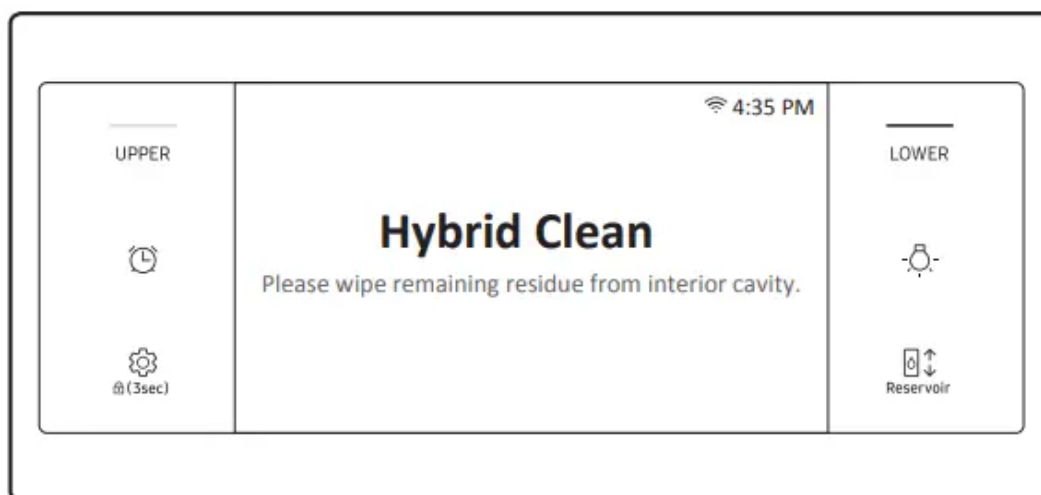 4:35 PM
UPPER
LOWER
Hybrid Clean
Please wipe remaining residue from interior cavity.
(3sec)
Reservoir